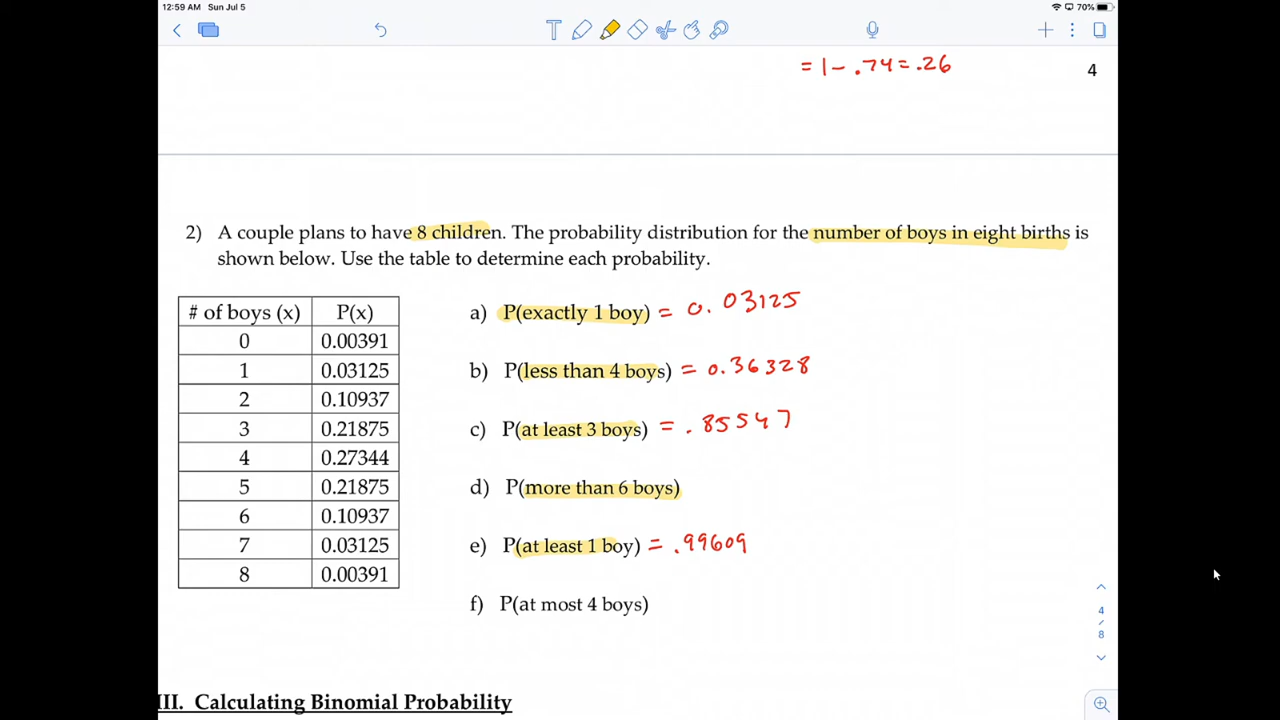 12:59 AM Sun Jul 5 70%
= 1 - .74 = .26
4
2) A couple plans to have 8 children. The probability distribution for the number of boys in eight births is
shown below. Use the table to determine each probability.
# of boys (x) P(x)
0 0.00391
1 0.03125
2 0.10937
3 0.21875
4 0.27344
5 0.21875
6 0.10937
7 0.03125
8 0.00391
a) P(exactly 1 boy) = 0.03125
b) P(less than 4 boys) = 0.36328
c) P(at least 3 boys) = .85547
d) P(more than 6 boys)
e) P(at least 1 boy) = .99609
f) P(at most 4 boys)
4
/
8
III. Calculating Binomial Probability